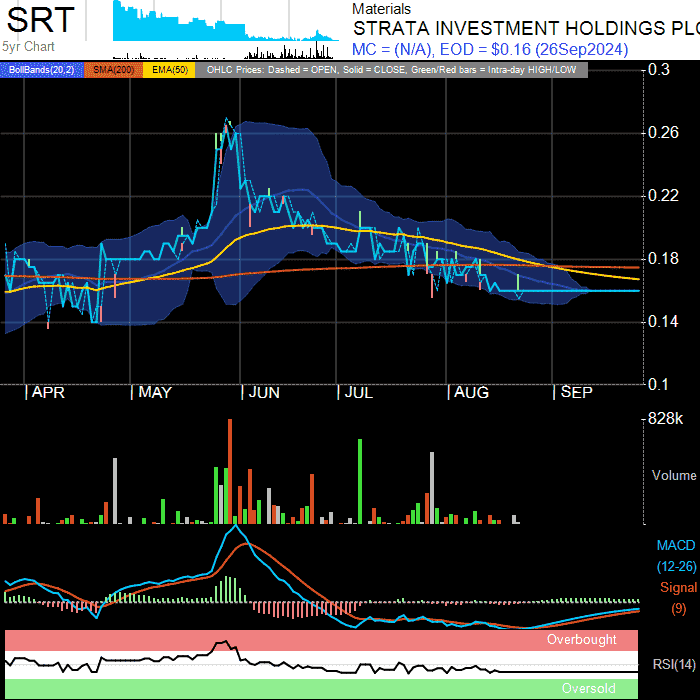 SRT
5yr Chart
Materials
STRATA INVESTMENT HOLDINGS PLC
MC = (N/A), EOD = $0.16 (26Sep2024)
BollBands(20,2) SMA(200) EMA(50) OHLC Prices: Dashed = OPEN, Solid = CLOSE, Green/Red bars = Intra-day HIGH/LOW
0.3
0.26
0.22
0.18
0.14
0.1
APR MAY JUN JUL AUG SEP
828k
Volume
MACD
(12-26)
Signal
(9)
Overbought
RSI(14)
Oversold